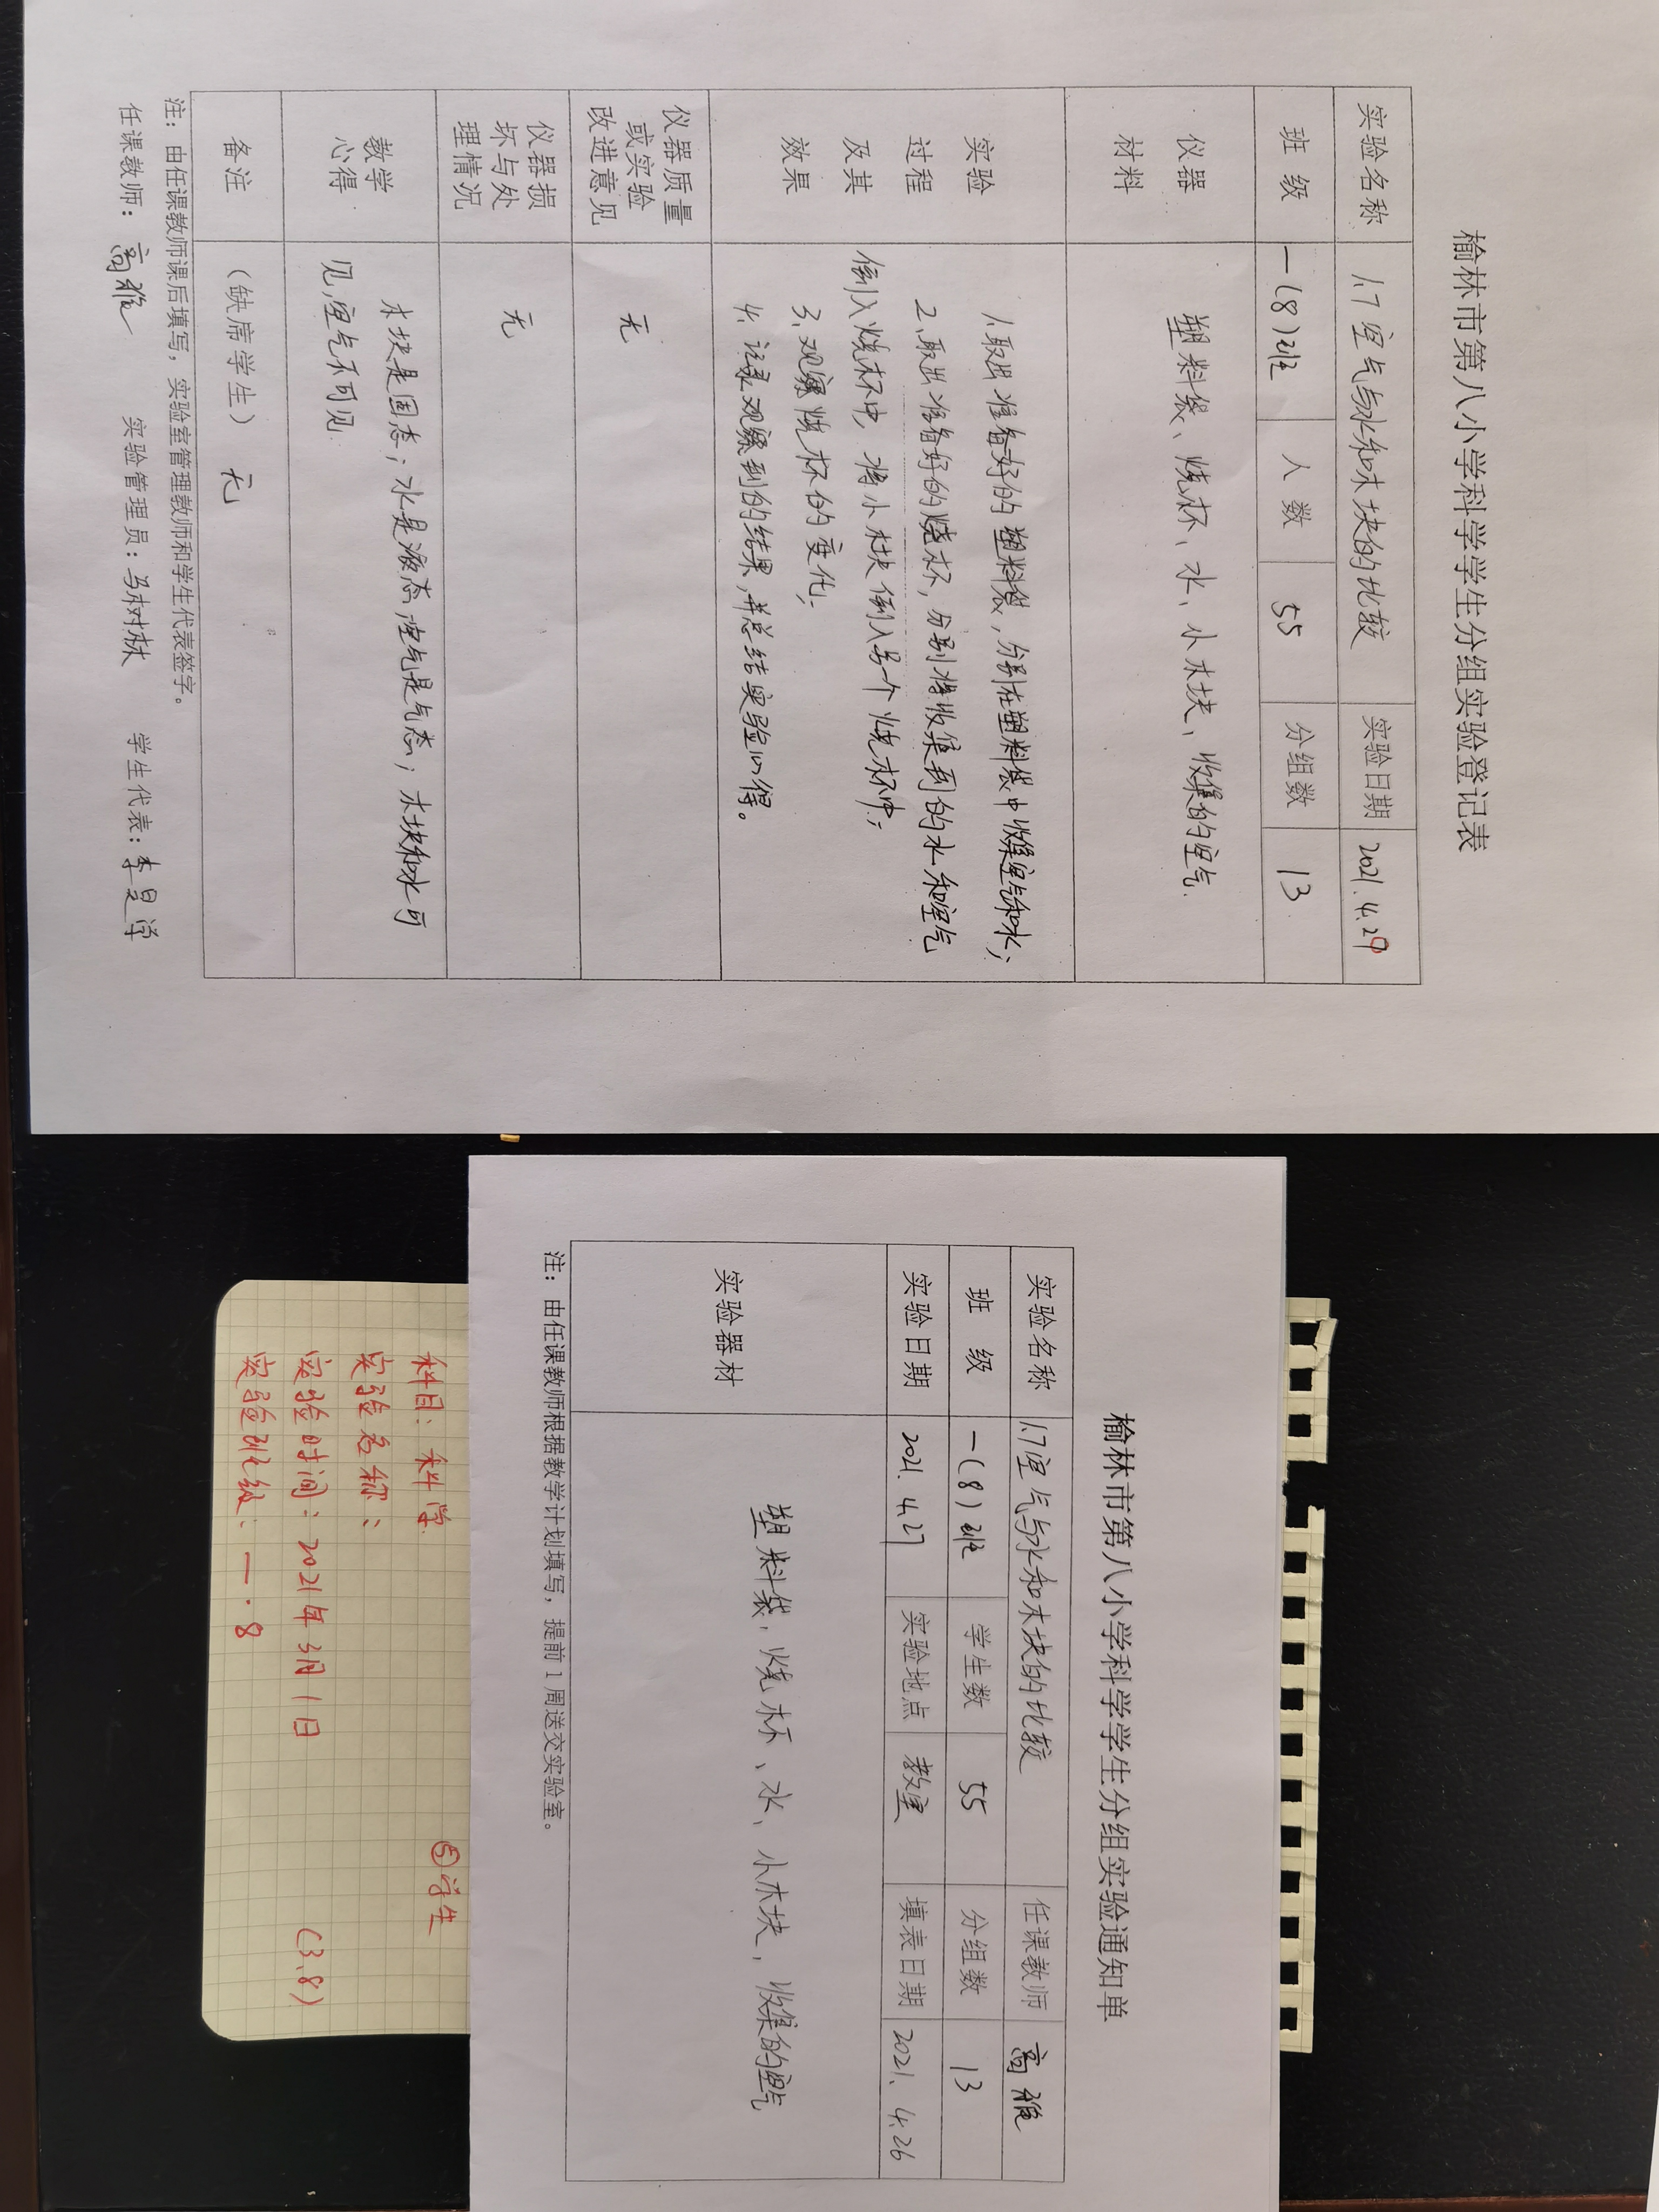 榆林市第八小学科学学生分组实验登记表
实验名称 1.7空气与水和木块的比较 实验日期 2021.4.29
班 级 一(8)班 人 数 55 分组数 13
仪器
材料
塑料袋、烧杯、水、小木块、收集的空气.
实验
过程
及其
效果
1.取出准备好的塑料袋,分别在塑料袋中收集空气和水;
2.取出准备好的烧杯,分别将收集到的水和空气
倒入烧杯中,将小木块倒入另一个烧杯中;
3.观察烧杯的变化;
4.记录观察到的结果,并总结实验心得。
仪器质量
或实验
改进意见
无
仪器损
坏与处
理情况
无
教学
心得
木块是固态;水是液态,空气是气态;木块和水可
见,空气不可见.
备注 (缺席学生) 无
注:由任课教师课后填写,实验室管理教师和学生代表签字。
任课教师:高雅 实验管理员:马树林 学生代表:李昱泽
榆林市第八小学科学学生分组实验通知单
实验名称 1.7空气与水和木块的比较 任课教师 高雅
班 级 一(8)班 学生数 55 分组数 13
实验日期 2021.4.27 实验地点 教室 填表日期 2021.4.26
实验器材 塑料袋、烧杯、水、小木块,收集的空气
注:由任课教师根据教学计划填写,提前1周送交实验室。
⑤学生
科目:科学
实验名称:
实验时间:2021年3月1日 (3.8)
实验班级:一.8